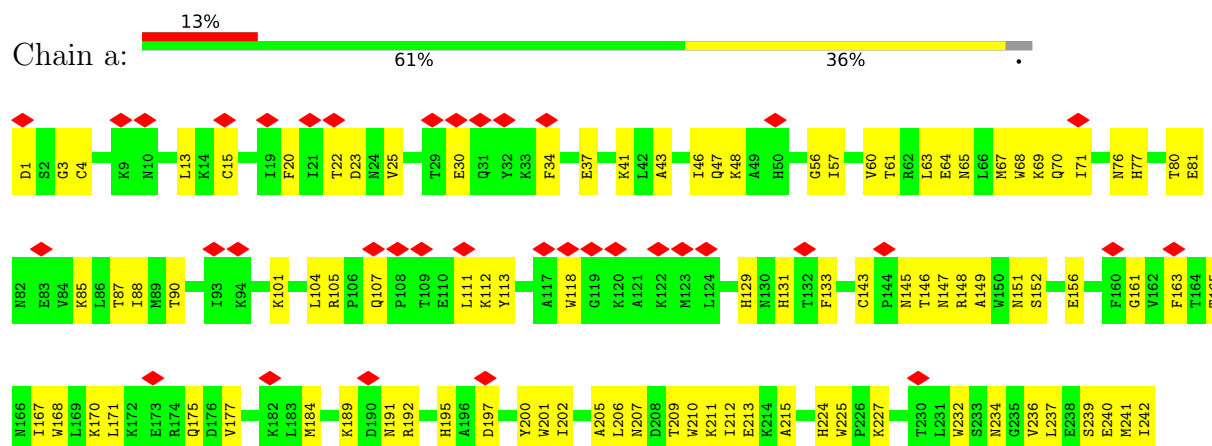 13%
Chain a:
61% 36% •
D1 S2 G3 C4 K9 N10 L13 K14 C15 I19 F20 I21 T22 D23 N24 V25 T29 E30 Q31 Y32 K33 F34 E37 K41 L42 A43 I46 Q47 K48 A49 H50 G56 I57 V60 T61 R62 L63 E64 N65 L66 M67 W68 K69 Q70 I71 N76 H77 T80 E81
N82 E83 V84 K85 L86 T87 I88 M89 T90 I93 K94 K101 L104 R105 P106 Q107 P108 T109 E110 L111 K112 Y113 A117 W118 G119 K120 A121 K122 M123 L124 H129 N130 H131 T132 F133 C143 P144 N145 T146 N147 R148 A149 W150 N151 S152 E156 F160 G161 V162 F163 T164 T165
N166 I167 W168 L169 K170 L171 K172 E173 R174 Q175 D176 V177 K182 L183 M184 K189 D190 N191 R192 H195 A196 D197 Y200 W201 I202 A205 L206 N207 D208 T209 W210 K211 I212 E213 K214 A215 H224 W225 P226 K227 T230 L231 W232 S233 N234 G235 V236 L237 E238 S239 E240 M241 I242